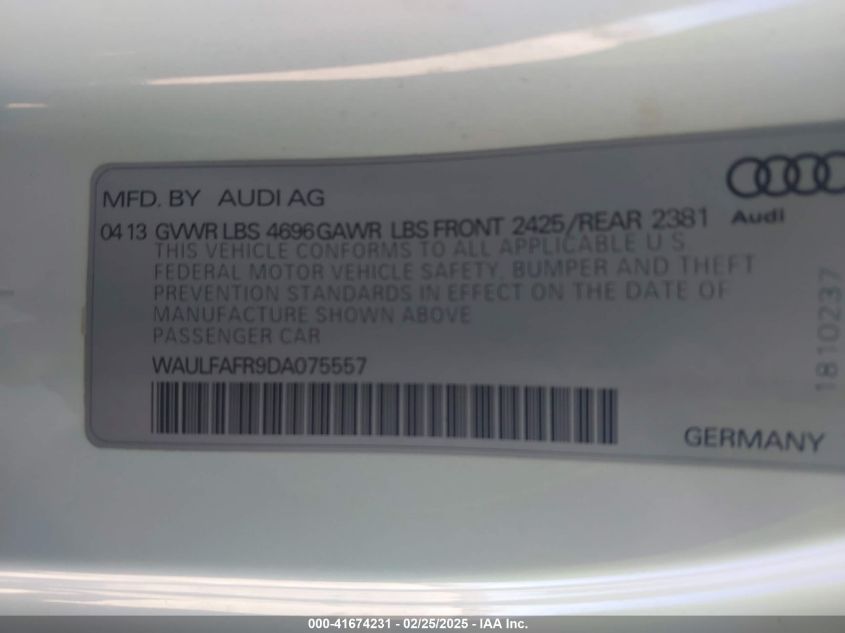 MFD. BY AUDI AG
0413 GVWR LBS 4696GAWR LBS FRONT 2425/REAR 2381
Audi
THIS VEHICLE CONFORMS TO ALL APPLICABLE U S
FEDERAL MOTOR VEHICLE SAFETY, BUMPER AND THEFT
PREVENTION STANDARDS IN EFFECT ON THE DATE OF
MANUFACTURE SHOWN ABOVE
PASSENGER CAR
WAULFAFR9DA075557
GERMANY
1810237
000-41674231 - 02/25/2025 - IAA Inc.